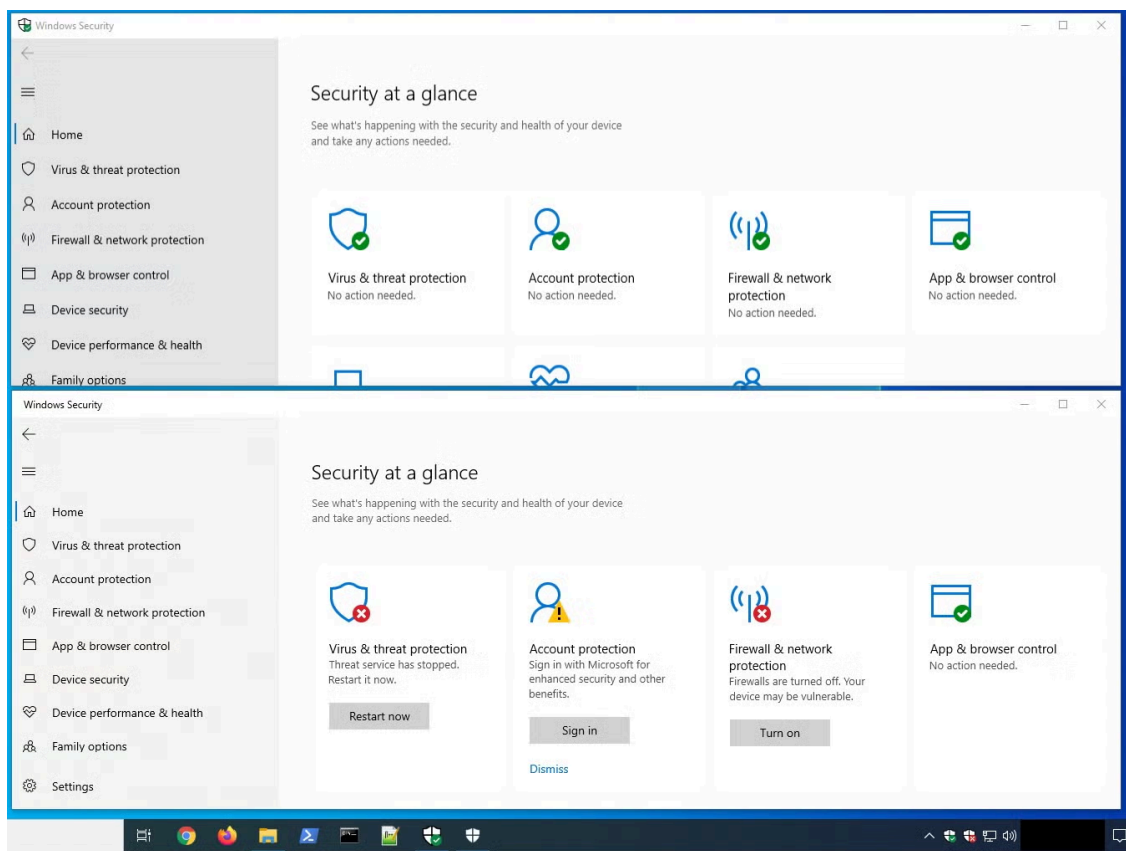 Windows Security
Home
Virus & threat protection
Account protection
Firewall & network protection
App & browser control
Device security
Device performance & health
Family options
Security at a glance
See what's happening with the security and health of your device
and take any actions needed.
Virus & threat protection
No action needed.
Account protection
No action needed.
Firewall & network
protection
No action needed.
App & browser control
No action needed.
Windows Security
Home
Virus & threat protection
Account protection
Firewall & network protection
App & browser control
Device security
Device performance & health
Family options
Settings
Security at a glance
See what's happening with the security and health of your device
and take any actions needed.
Virus & threat protection
Threat service has stopped.
Restart it now.
Restart now
Account protection
Sign in with Microsoft for
enhanced security and other
benefits.
Sign in
Dismiss
Firewall & network
protection
Firewalls are turned off. Your
device may be vulnerable.
Turn on
App & browser control
No action needed.